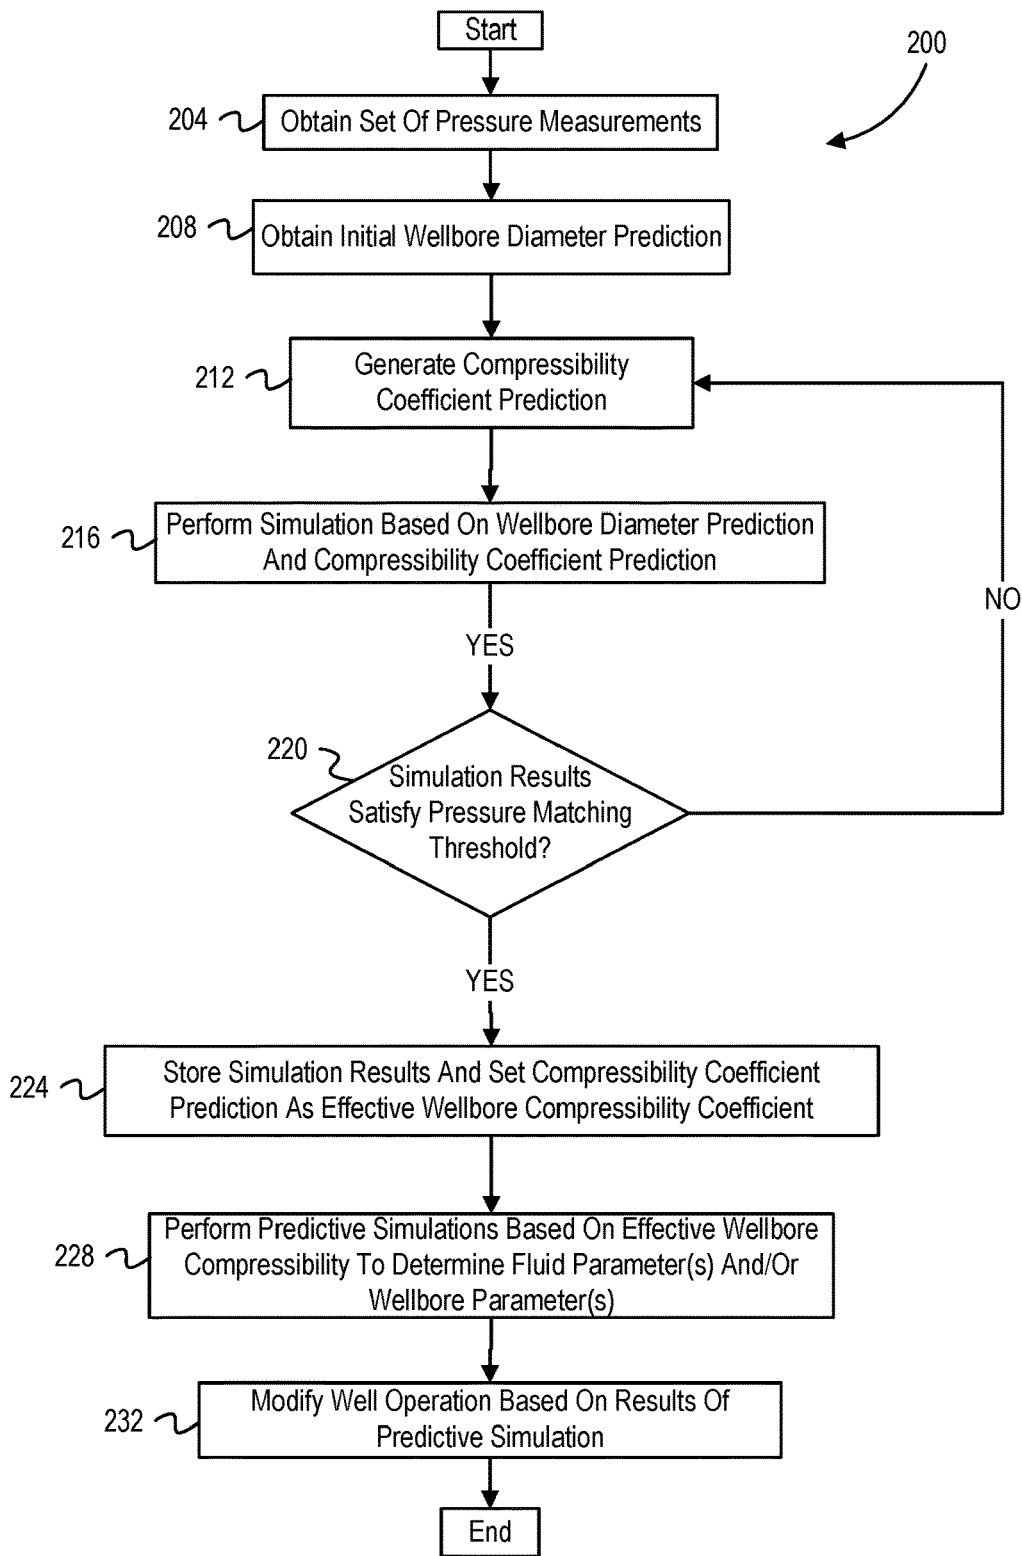 Start
200
204
Obtain Set Of Pressure Measurements
208
Obtain Initial Wellbore Diameter Prediction
212
Generate Compressibility
Coefficient Prediction
216
Perform Simulation Based On Wellbore Diameter Prediction
And Compressibility Coefficient Prediction
NO
YES
220
Simulation Results
Satisfy Pressure Matching
Threshold?
YES
224
Store Simulation Results And Set Compressibility Coefficient
Prediction As Effective Wellbore Compressibility Coefficient
228
Perform Predictive Simulations Based On Effective Wellbore
Compressibility To Determine Fluid Parameter(s) And/Or
Wellbore Parameter(s)
232
Modify Well Operation Based On Results Of
Predictive Simulation
End